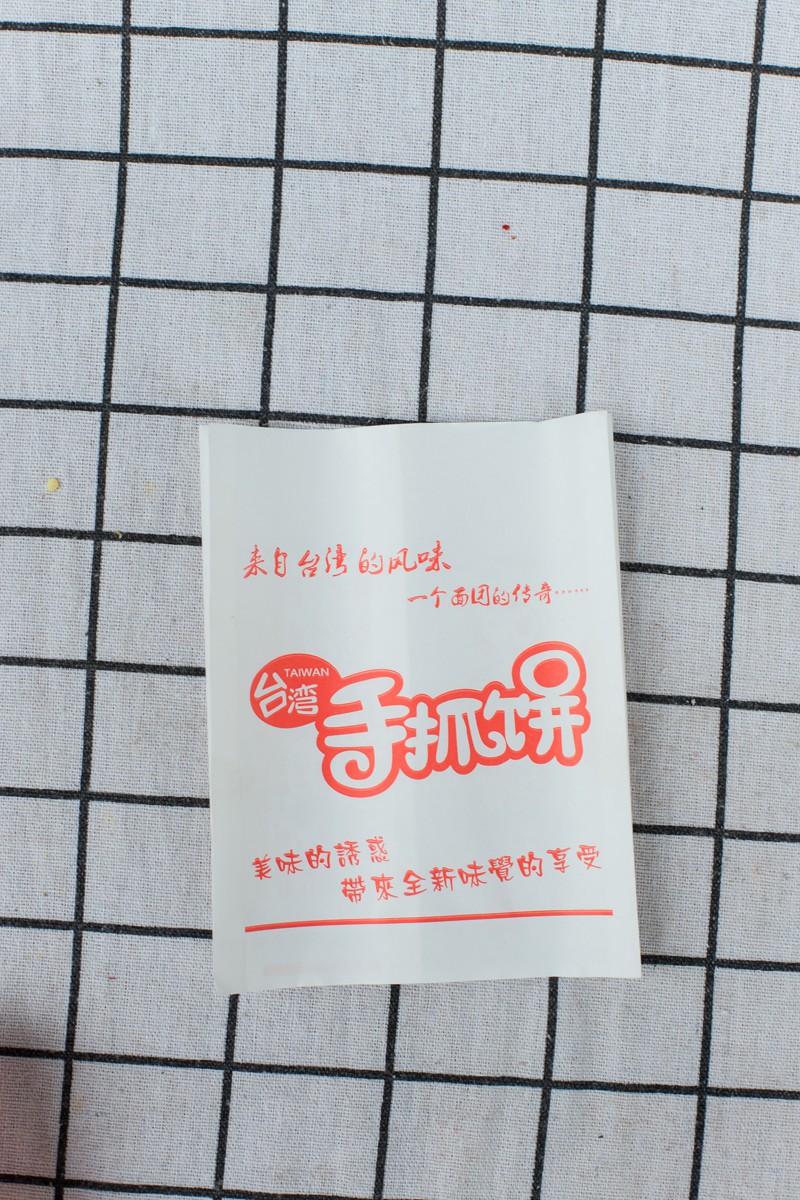 来自台湾的风味
一个面团的传奇……
TAIWAN
台湾
手抓饼
美味的誘惑
帶來全新味覺的享受